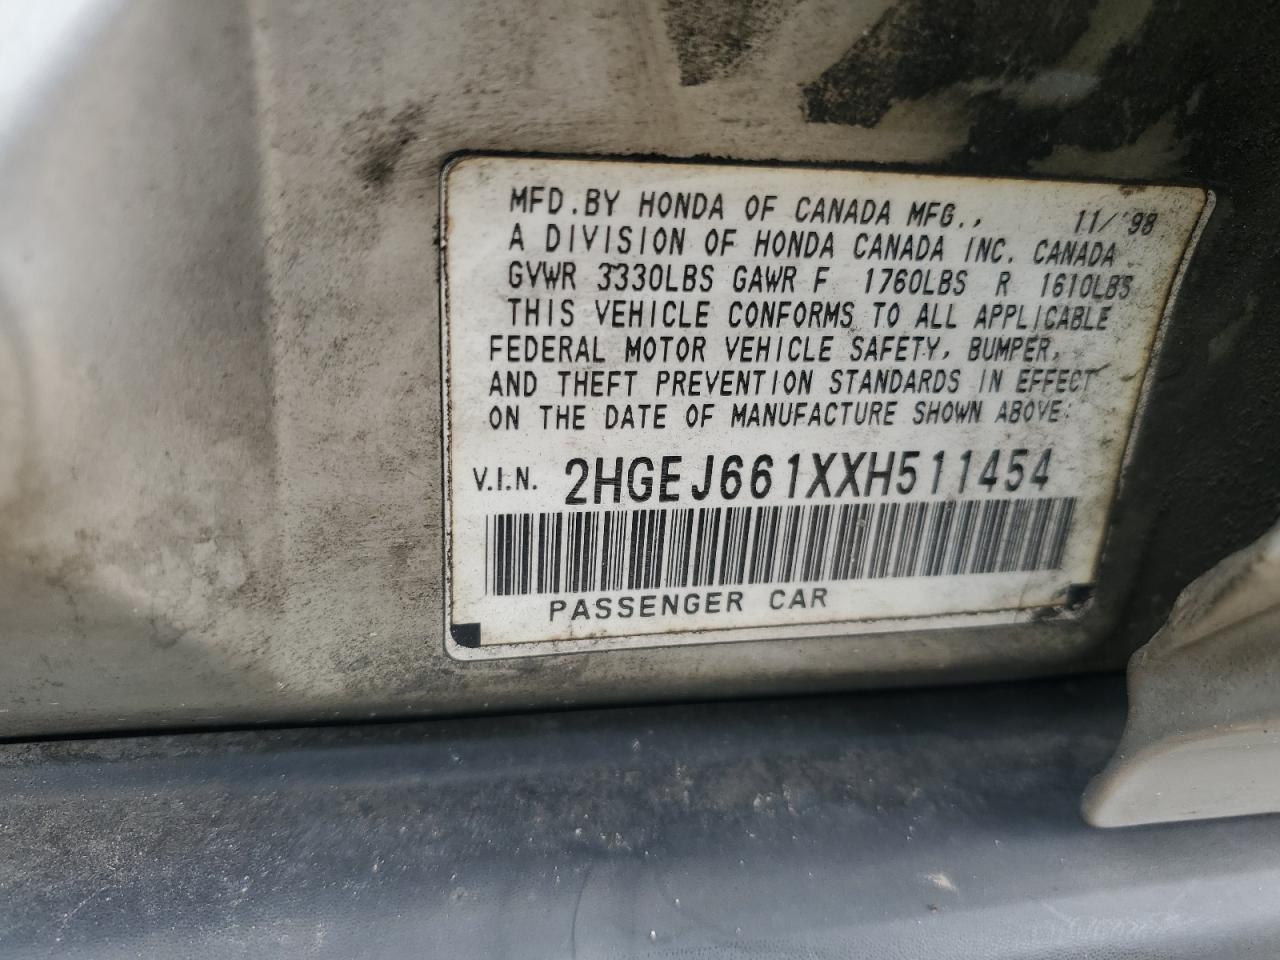 MFD.BY HONDA OF CANADA MFG., 11/'98
A DIVISION OF HONDA CANADA INC. CANADA
GVWR 3330LBS GAWR F 1760LBS R 1610LBS
THIS VEHICLE CONFORMS TO ALL APPLICABLE
FEDERAL MOTOR VEHICLE SAFETY, BUMPER,
AND THEFT PREVENTION STANDARDS IN EFFECT
ON THE DATE OF MANUFACTURE SHOWN ABOVE.
V.I.N. 2HGEJ661XXH511454
PASSENGER CAR